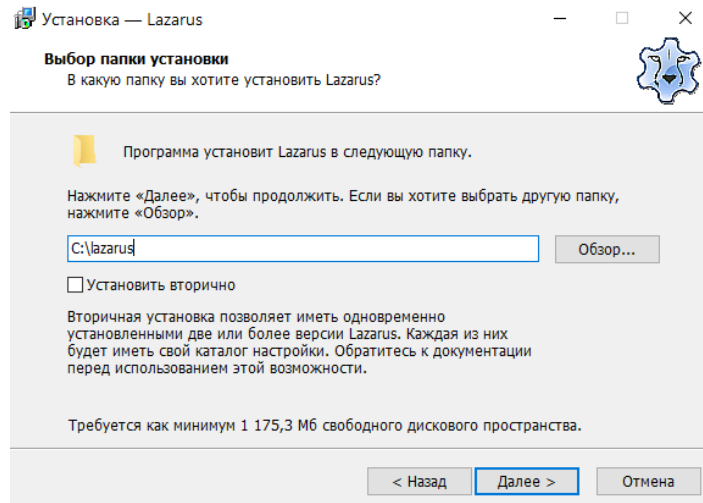 Установка — Lazarus
Выбор папки установки
В какую папку вы хотите установить Lazarus?
Программа установит Lazarus в следующую папку.
Нажмите «Далее», чтобы продолжить. Если вы хотите выбрать другую папку,
нажмите «Обзор».
C:\lazarus
Обзор...
Установить вторично
Вторичная установка позволяет иметь одновременно
установленными две или более версии Lazarus. Каждая из них
будет иметь свой каталог настройки. Обратитесь к документации
перед использованием этой возможности.
Требуется как минимум 1 175,3 Мб свободного дискового пространства.
< Назад
Далее >
Отмена